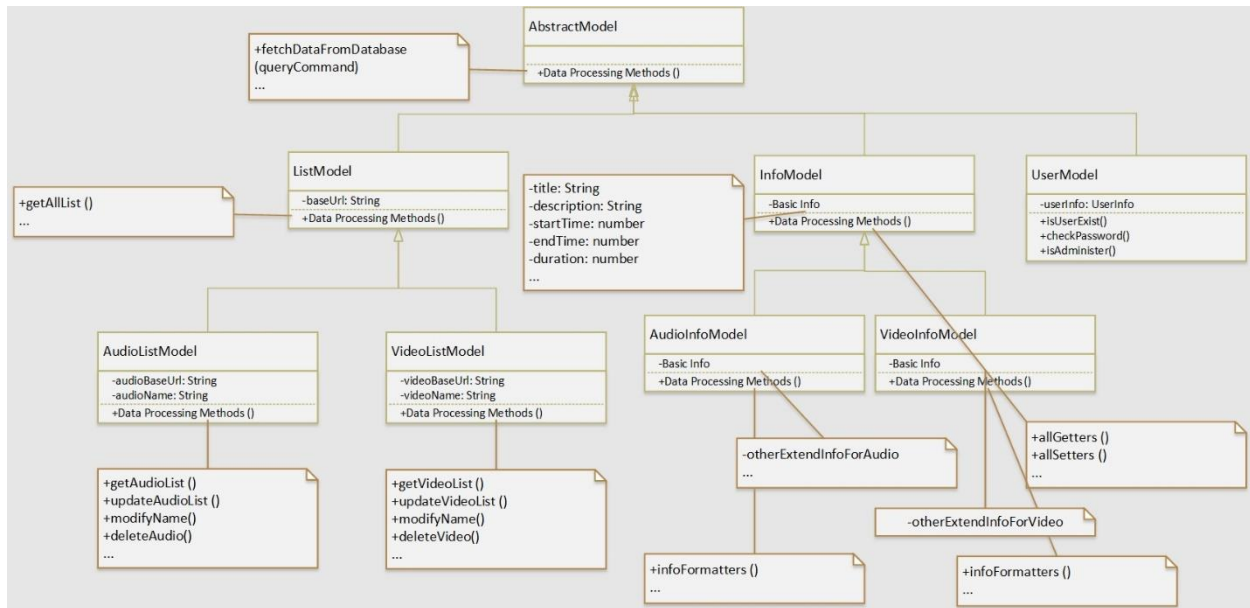 AbstractModel
+Data Processing Methods ()
+fetchDataFromDatabase
(queryCommand)
...
ListModel
-baseUrl: String
+Data Processing Methods ()
+getAllList ()
...
-title: String
-description: String
-startTime: number
-endTime: number
-duration: number
...
InfoModel
-Basic Info
+Data Processing Methods ()
UserModel
-userInfo: UserInfo
+isUserExist()
+checkPassword()
+isAdminister()
AudioListModel
-audioBaseUrl: String
-audioName: String
+Data Processing Methods ()
VideoListModel
-videoBaseUrl: String
-videoName: String
+Data Processing Methods ()
AudioInfoModel
-Basic Info
+Data Processing Methods ()
VideoInfoModel
-Basic Info
+Data Processing Methods ()
+getAudioList ()
+updateAudioList ()
+modifyName()
+deleteAudio()
...
+getVideoList ()
+updateVideoList ()
+modifyName()
+deleteVideo()
...
-otherExtendInfoForAudio
...
+allGetters ()
+allSetters ()
...
-otherExtendInfoForVideo
+infoFormatters ()
...
+infoFormatters ()
...